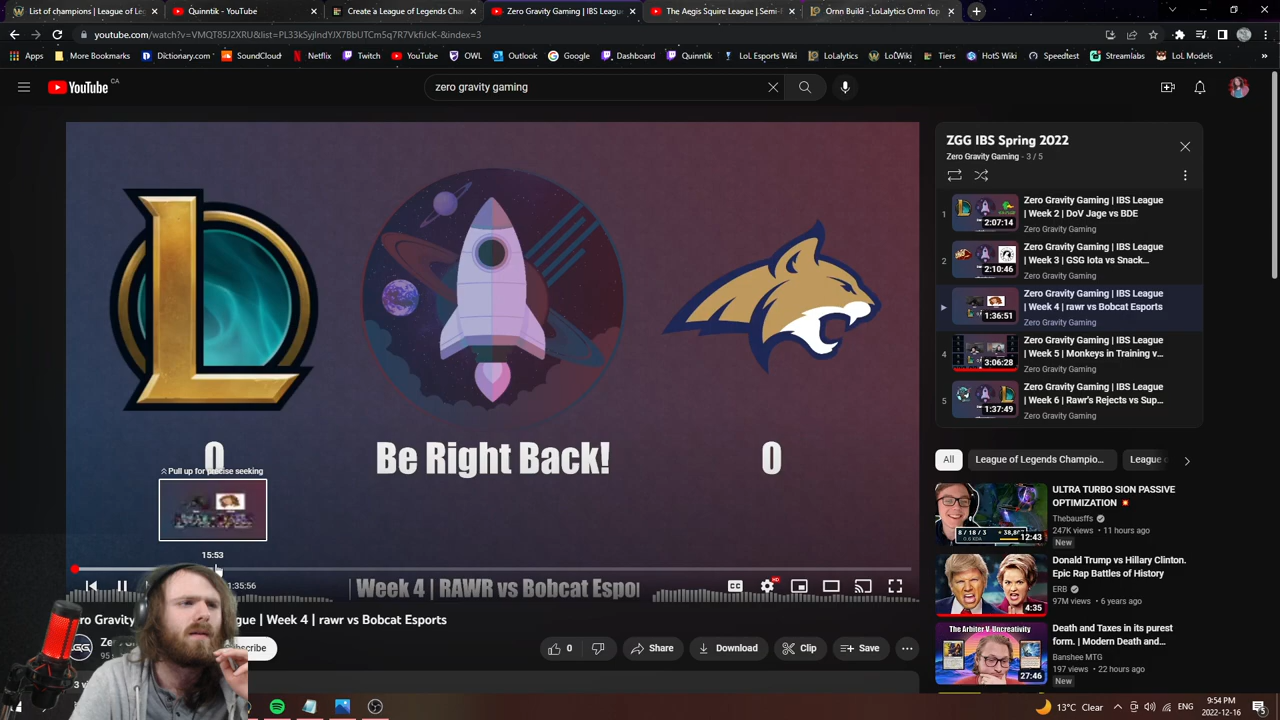 List of champions | League of Le
Quintik - YouTube
Create a League of Legends Cha
Zero Gravity Gaming | IBS Leagu
The Aegis Squire League | Semi-
Ornn Build - LoLalytics Ornn Top
youtube.com/watch?v=VMQT85J2XRU&list=PL33kSyjlndYJX7BbUTCm5q7R7VkfiJcK-&index=3
Apps
More Bookmarks
Dictionary.com
SoundCloud
Netflix
Twitch
YouTube
OWL
Outlook
Google
Dashboard
Quinntik
LoL Esports Wiki
LoLalytics
LoLWiki
Tiers
HotS Wiki
Speedtest
Streamlabs
LoL Models
YouTube CA
zero gravity gaming
0
Be Right Back!
0
Pull up for precise seeking
15:53
1:35:56
Week 4 | RAWR vs Bobcat Espo
Week 4 | rawr vs Bobcat Esports
0
Share
Download
Clip
Save
ZGG IBS Spring 2022
Zero Gravity Gaming - 3 / 5
1
2:07:14
Zero Gravity Gaming | IBS League
| Week 2 | DoV Jage vs BDE
Zero Gravity Gaming
2
2:10:46
Zero Gravity Gaming | IBS League
| Week 3 | GSG Iota vs Snack...
Zero Gravity Gaming
1:36:51
Zero Gravity Gaming | IBS League
| Week 4 | rawr vs Bobcat Esports
Zero Gravity Gaming
4
3:06:28
Zero Gravity Gaming | IBS League
| Week 5 | Monkeys in Training v...
Zero Gravity Gaming
5
1:37:49
Zero Gravity Gaming | IBS League
| Week 6 | Rawr's Rejects vs Sup...
Zero Gravity Gaming
All
League of Legends Champio...
League
ULTRA TURBO SION PASSIVE
OPTIMIZATION
Thebausffs
247K views • 11 hours ago
New
8 / 18 / 3
12:43
Donald Trump vs Hillary Clinton.
Epic Rap Battles of History
ERB
97M views • 6 years ago
4:35
The Arbiter V. Uncreativity
Death and Taxes in its purest
form. | Modern Death and...
Banshee MTG
197 views • 22 hours ago
New
27:46
13°C Clear
ENG
9:54 PM
2022-12-16